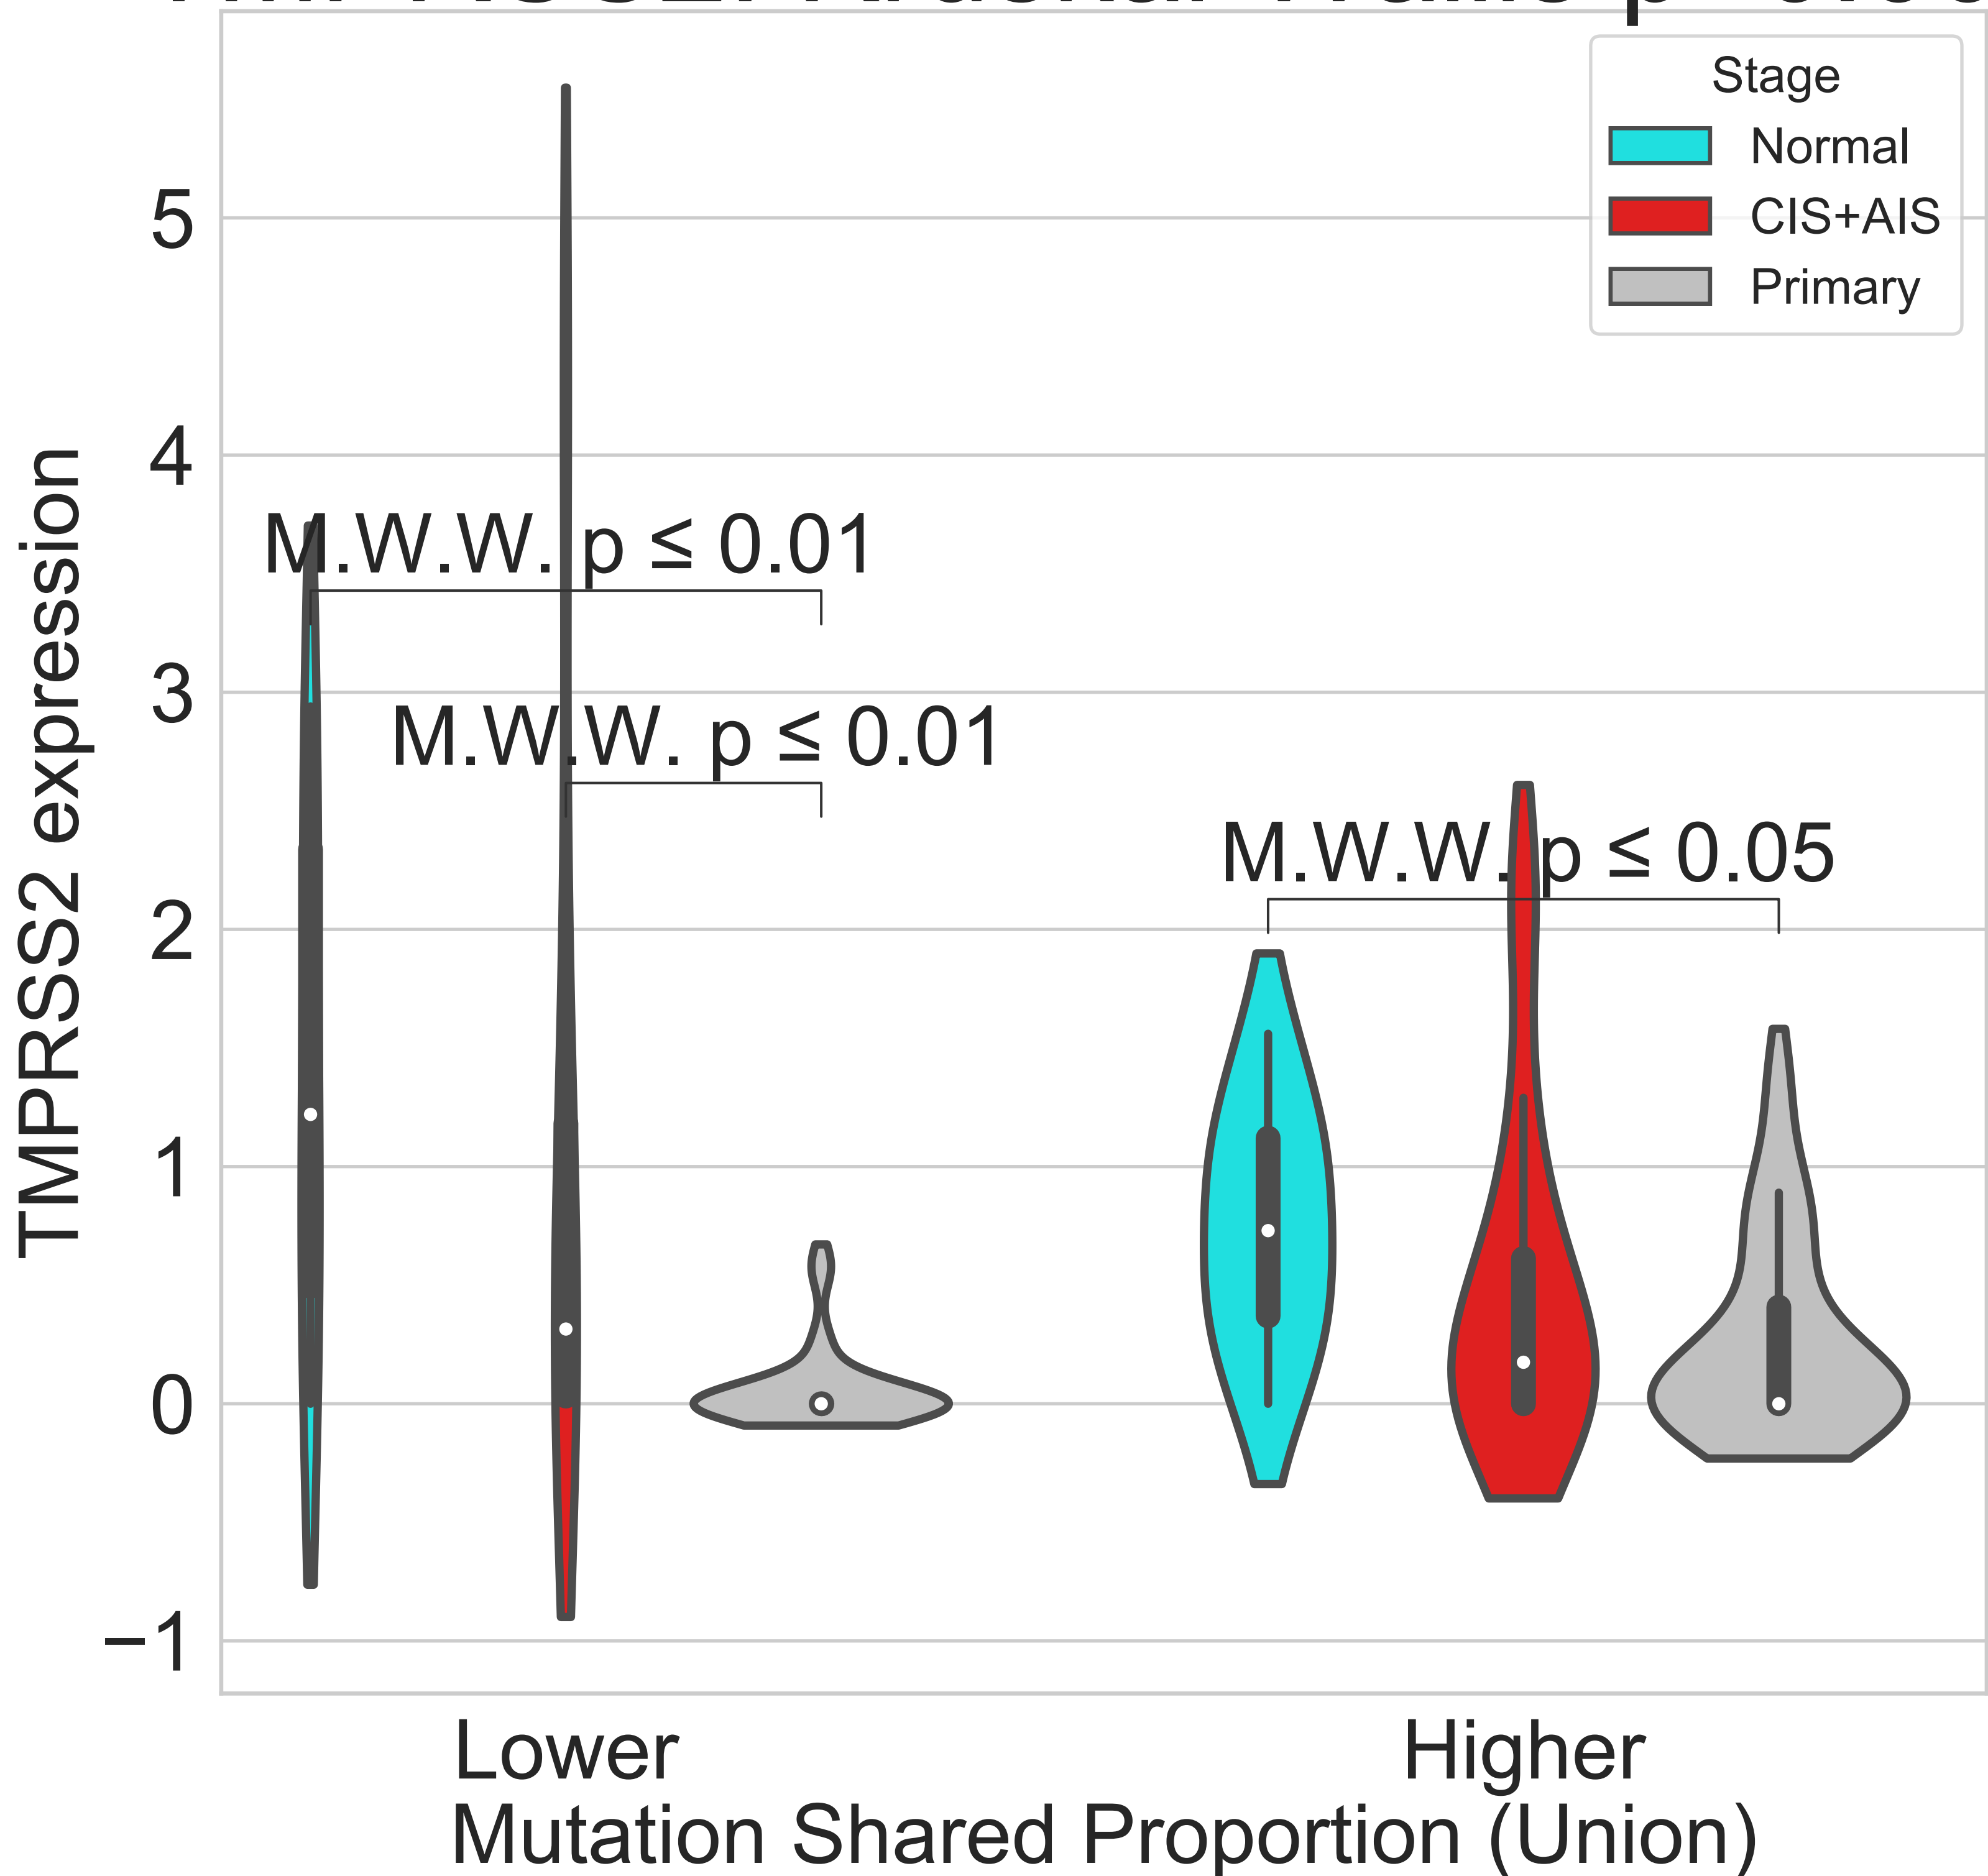 Stage
Normal
CIS+AIS
Primary
5
4
3
2
1
0
−1
TMPRSS2 expression
M.W.W. p ≤ 0.01
M.W.W. p ≤ 0.01
M.W.W. p ≤ 0.05
Lower
Higher
Mutation Shared Proportion (Union)